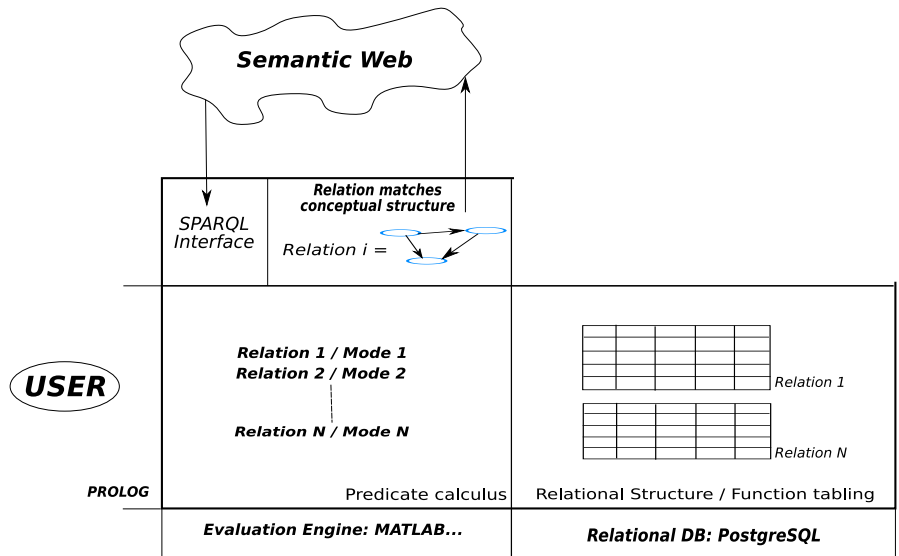 Semantic Web
SPARQL
Interface
Relation matches
conceptual structure
Relation i =
USER
Relation 1 / Mode 1
Relation 2 / Mode 2
Relation N / Mode N
Relation 1
Relation N
PROLOG
Predicate calculus
Relational Structure / Function tabling
Evaluation Engine: MATLAB...
Relational DB: PostgreSQL